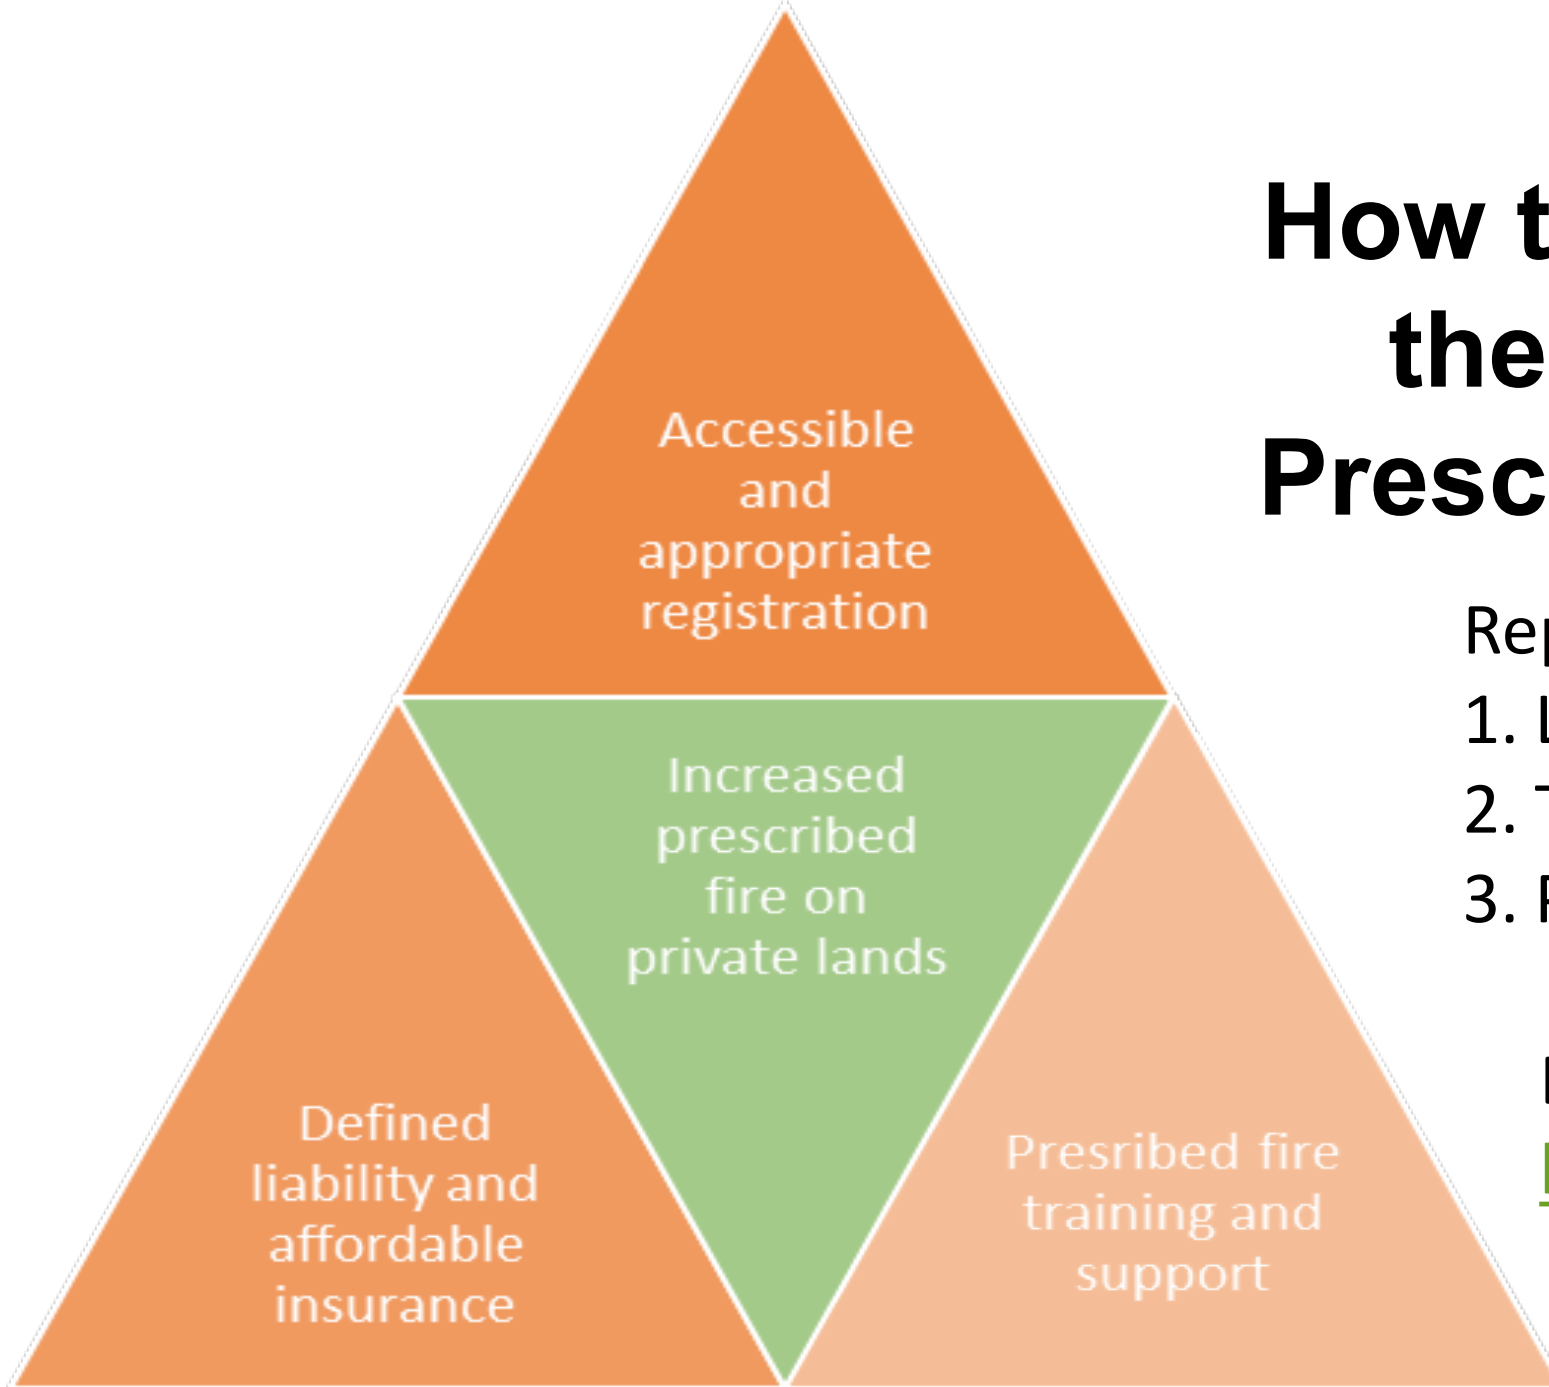 Accessible
and
appropriate
registration
Increased
prescribed
fire on
private lands
Defined
liability and
affordable
insurance
Presribed fire
training and
support
How t
the
Presc
Rep
1. L
2. T
3.